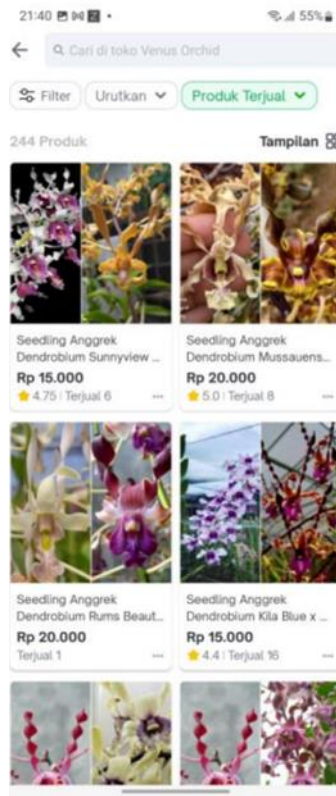 21:40
55%
Cari di toko Venus Orchid
Filter
Urutkan
Produk Terjual
244 Produk
Tampilan
Seedling Anggrek
Dendrobium Sunnyview ...
Rp 15.000
4.75 | Terjual 6
Seedling Anggrek
Dendrobium Mussauens...
Rp 20.000
5.0 | Terjual 8
Seedling Anggrek
Dendrobium Rums Beaut...
Rp 20.000
Terjual 1
Seedling Anggrek
Dendrobium Kila Blue x ...
Rp 15.000
4.4 | Terjual 16